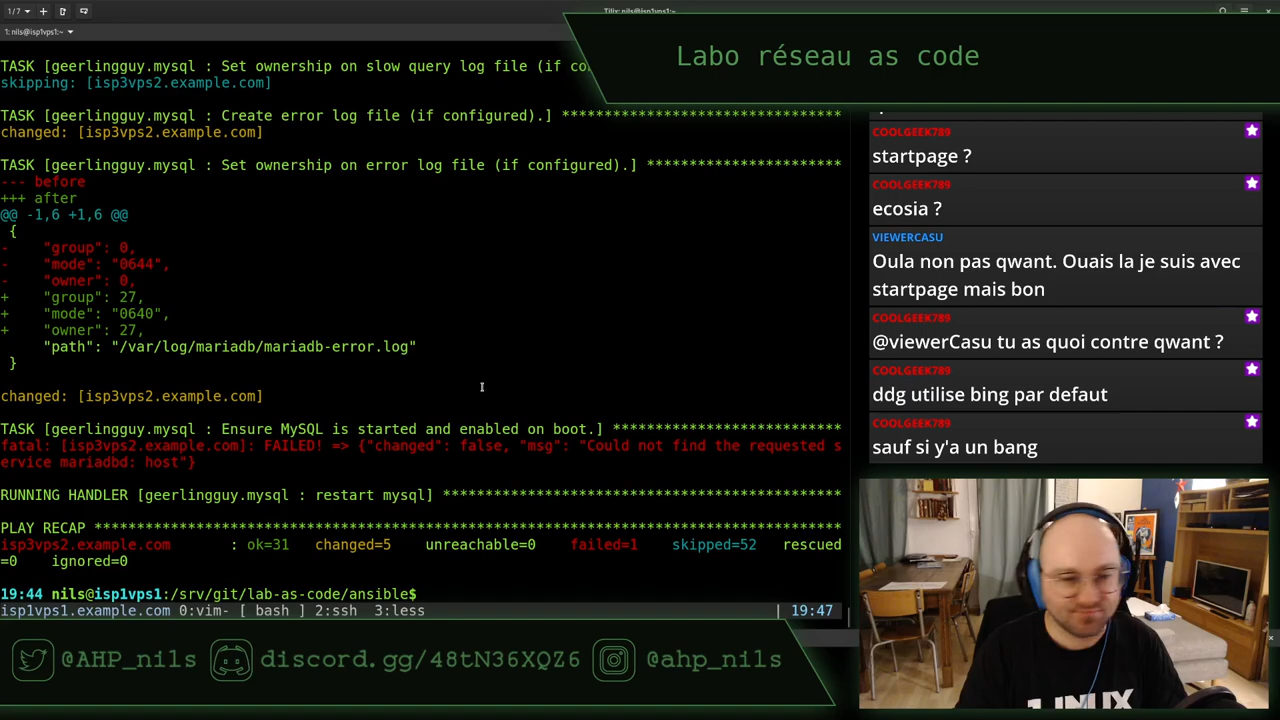 1/7
Tilix: nils@isp1vps1:~
1: nils@isp1vps1:~
Labo réseau as code
TASK [geerlingguy.mysql : Set ownership on slow query log file (if co
skipping: [isp3vps2.example.com]
TASK [geerlingguy.mysql : Create error log file (if configured).] *********************************
changed: [isp3vps2.example.com]
TASK [geerlingguy.mysql : Set ownership on error log file (if configured).] ***********************
--- before
+++ after
@@ -1,6 +1,6 @@
{
- "group": 0,
- "mode": "0644",
- "owner": 0,
+ "group": 27,
+ "mode": "0640",
+ "owner": 27,
"path": "/var/log/mariadb/mariadb-error.log"
}
changed: [isp3vps2.example.com]
TASK [geerlingguy.mysql : Ensure MySQL is started and enabled on boot.] ***************************
fatal: [isp3vps2.example.com]: FAILED! => {"changed": false, "msg": "Could not find the requested s
ervice mariadbd: host"}
RUNNING HANDLER [geerlingguy.mysql : restart mysql] ***********************************************
PLAY RECAP ****************************************************************************************
isp3vps2.example.com : ok=31 changed=5 unreachable=0 failed=1 skipped=52 rescued
=0 ignored=0
19:44 nils@isp1vps1:/srv/git/lab-as-code/ansible$
isp1vps1.example.com 0:vim- [ bash ] 2:ssh 3:less | 19:47
COOLGEEK789
startpage ?
COOLGEEK789
ecosia ?
VIEWERCASU
Oula non pas qwant. Ouais la je suis avec
startpage mais bon
COOLGEEK789
@viewerCasu tu as quoi contre qwant ?
COOLGEEK789
ddg utilise bing par defaut
COOLGEEK789
sauf si y'a un bang
@AHP_nils discord.gg/48tN36XQZ6 @ahp_nils